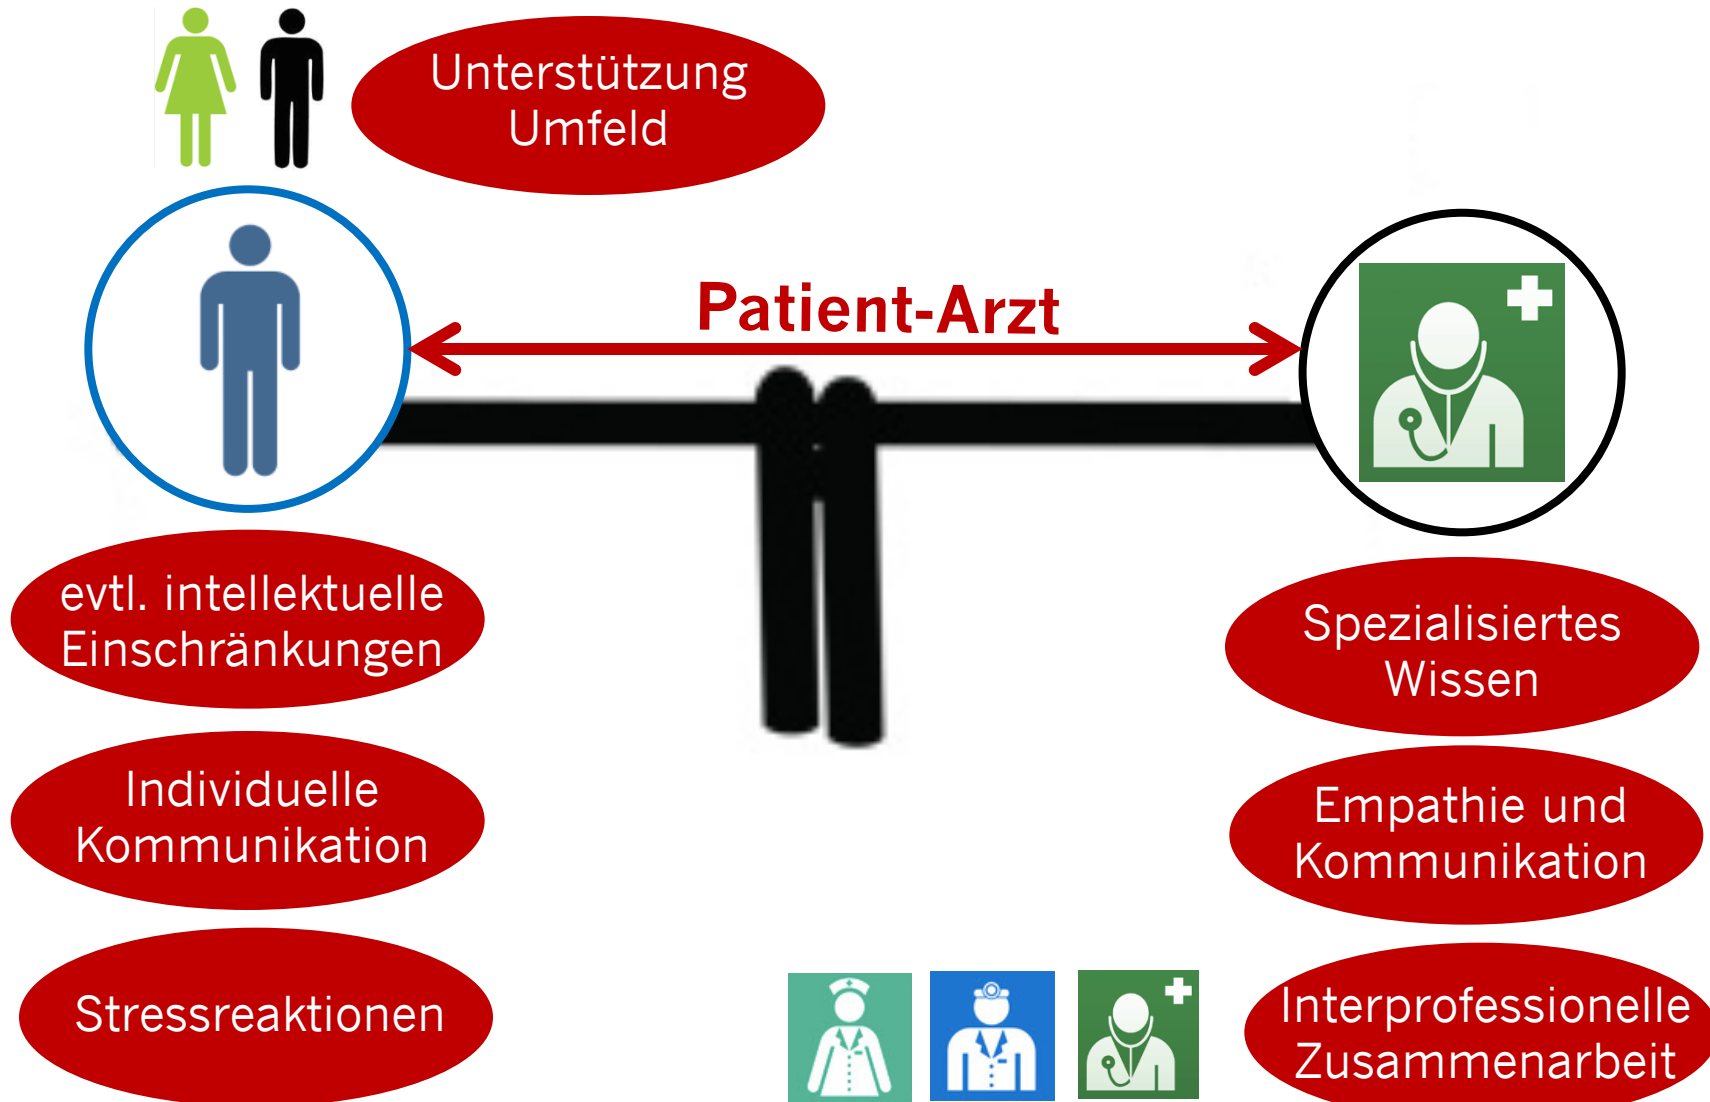 Unterstützung
Umfeld
Patient-Arzt
evtl. intellektuelle
Einschränkungen
Individuelle
Kommunikation
Stressreaktionen
Spezialisiertes
Wissen
Empathie und
Kommunikation
Interprofessionelle
Zusammenarbeit